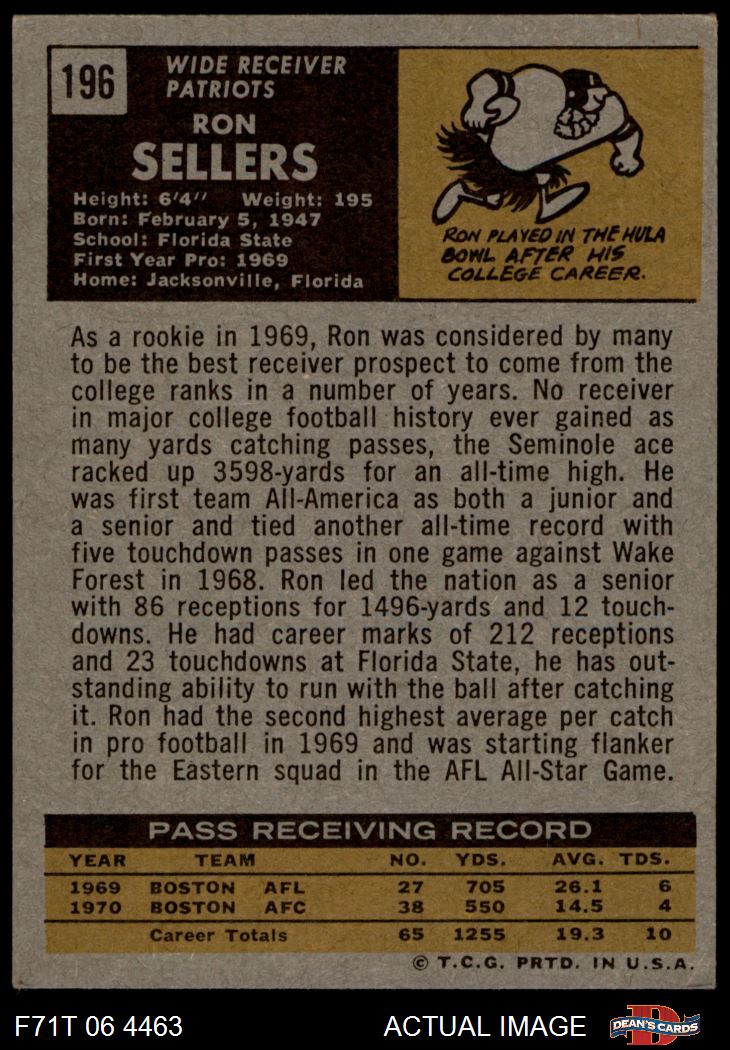 196
WIDE RECEIVER
PATRIOTS
RON
SELLERS
Height: 6'4" Weight: 195
Born: February 5, 1947
School: Florida State
First Year Pro: 1969
Home: Jacksonville, Florida
RON PLAYED IN THE HULA
BOWL AFTER HIS
COLLEGE CAREER.
As a rookie in 1969, Ron was considered by many
to be the best receiver prospect to come from the
college ranks in a number of years. No receiver
in major college football history ever gained as
many yards catching passes, the Seminole ace
racked up 3598-yards for an all-time high. He
was first team All-America as both a junior and
a senior and tied another all-time record with
five touchdown passes in one game against Wake
Forest in 1968. Ron led the nation as a senior
with 86 receptions for 1496-yards and 12 touch-
downs. He had career marks of 212 receptions
and 23 touchdowns at Florida State, he has out-
standing ability to run with the ball after catching
it. Ron had the second highest average per catch
in pro football in 1969 and was starting flanker
for the Eastern squad in the AFL All-Star Game.
PASS RECEIVING RECORD
YEAR TEAM NO. YDS. AVG. TDS.
1969 BOSTON AFL 27 705 26.1 6
1970 BOSTON AFC 38 550 14.5 4
Career Totals 65 1255 19.3 10
© T.C.G. PRTD. IN U.S.A.
F71T 06 4463 ACTUAL IMAGE D DEAN'S CARDS